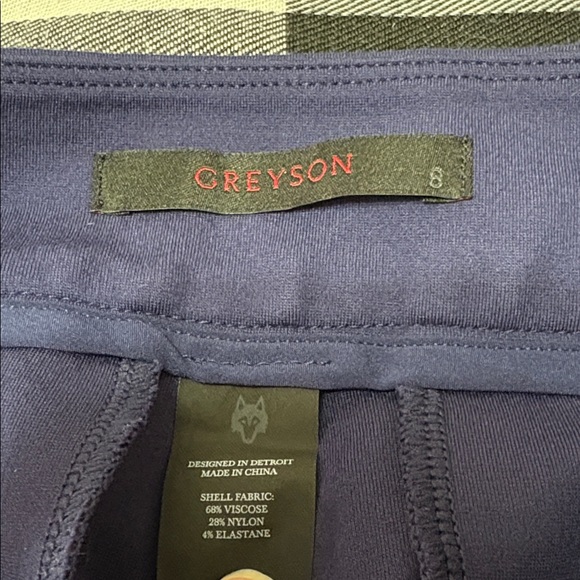 GREYSON
8
DESIGNED IN DETROIT
MADE IN CHINA
SHELL FABRIC:
68% VISCOSE
28% NYLON
4% ELASTANE